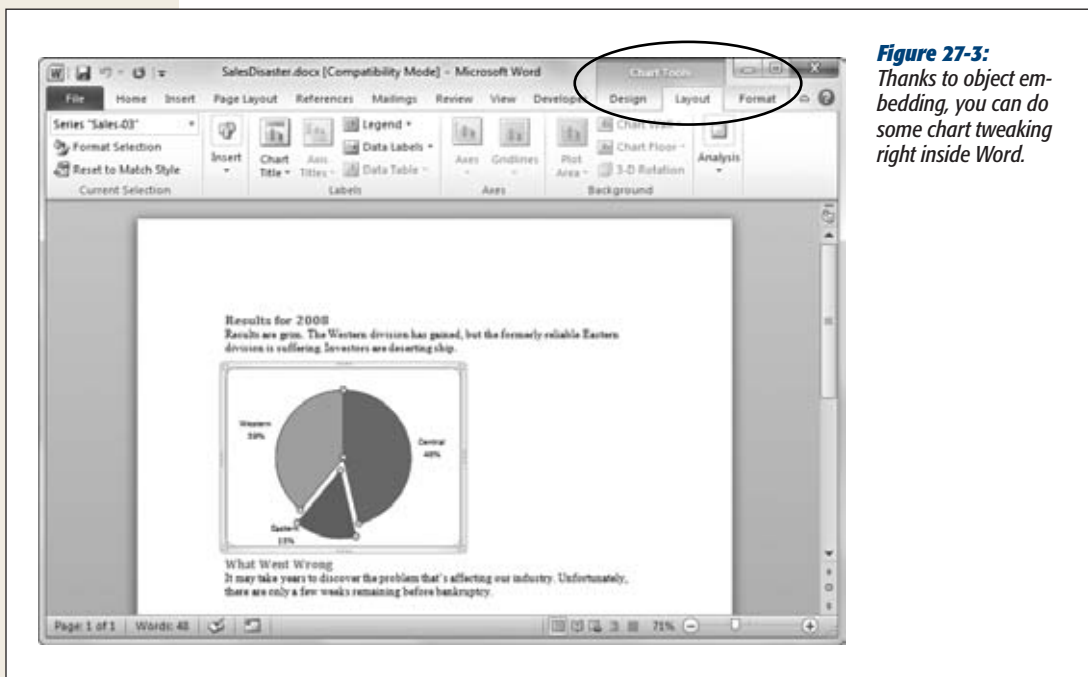 Figure 27-3:
Thanks to object em-
bedding, you can do
some chart tweaking
right inside Word.
SalesDisaster.docx [Compatibility Mode] - Microsoft Word
Chart Tools
File Home Insert Page Layout References Mailings Review View Developer Design Layout Format
Series "Sales-03"
Format Selection
Reset to Match Style
Current Selection
Insert
Chart Title
Axis Titles
Legend
Data Labels
Data Table
Labels
Axes Gridlines
Axes
Plot Area
Chart Wall
Chart Floor
3-D Rotation
Background
Analysis
Results for 2008
Results are grim. The Western division has gained, but the formerly reliable Eastern
division is suffering. Investors are deserting ship.
Western
39%
Central
46%
Eastern
15%
What Went Wrong
It may take years to discover the problem that's affecting our industry. Unfortunately,
there are only a few weeks remaining before bankruptcy.
Page: 1 of 1 Words: 48 71%